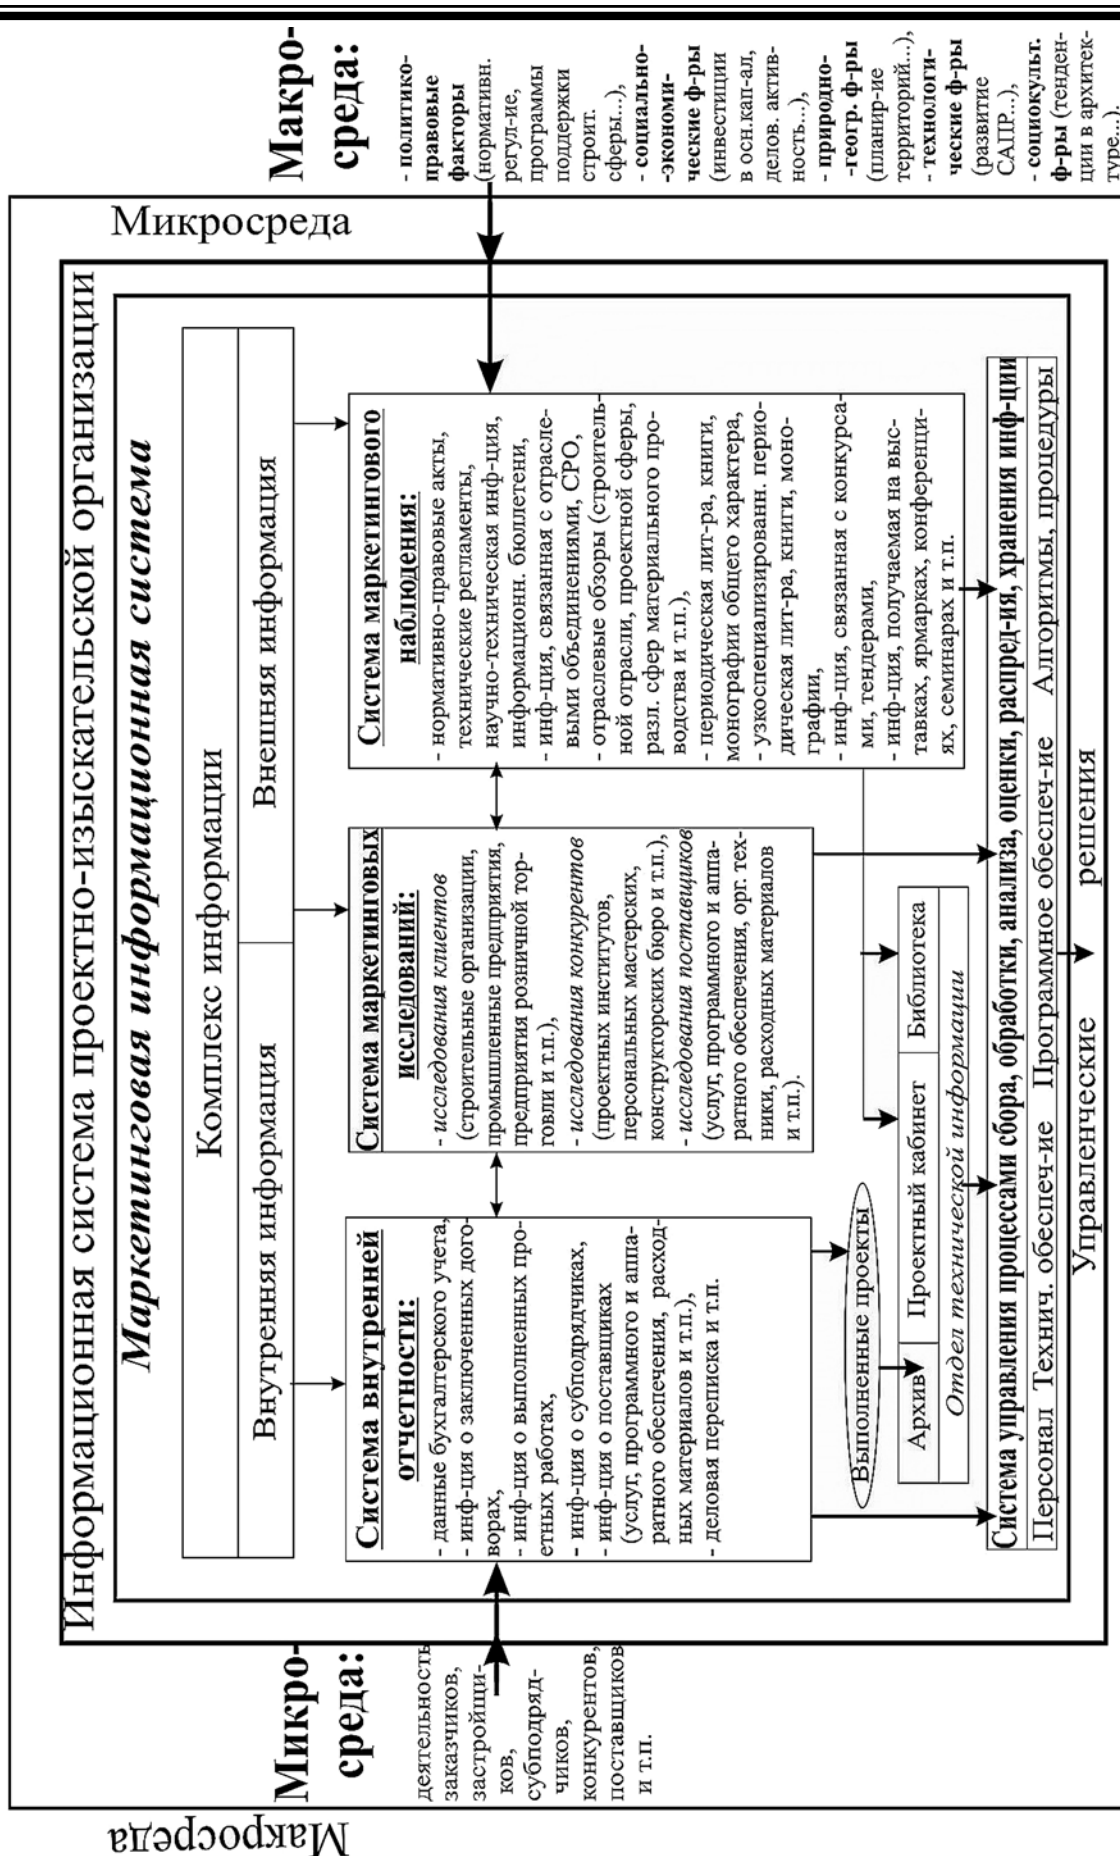 Макросреда
Микросреда
Информационная система проектно-изыскательской организации
Маркетинговая информационная система
Комплекс информации
Внутренняя информация
Внешняя информация
Микро-
среда:
деятельность
заказчиков,
застройщи-
ков,
субподряд-
чиков,
конкурентов,
поставщиков
и т.п.
Система внутренней
отчетности:
- данные бухгалтерского учета,
- инф-ция о заключенных дого-
ворах,
- инф-ция о выполненных про-
етных работах,
- инф-ция о субподрядчиках,
- инф-ция о поставщиках
(услуг, программного и аппа-
ратного обеспечения, расход-
ных материалов и т.п.),
- деловая переписка и т.п
Система маркетинговых
исследований:
- исследования клиентов
(строительные организации,
промышленные предприятия,
предприятия розничной тор-
говли и т.п.),
- исследования конкурентов
(проектных институтов,
персональных мастерских,
конструкторских бюро и т.п.),
- исследования поставщиков
(услуг, программного и аппа-
ратного обеспечения, орг. тех-
ники, расходных материалов
и т.п.).
Система маркетингового
наблюдения:
- нормативно-правовые акты,
технические регламенты,
научно-техническая инф-ция,
информационн. бюллетени,
- инф-ция, связанная с отрасле-
выми объединениями, СРО,
- отраслевые обзоры (строитель-
ной отрасли, проектной сферы,
разл. сфер материального про-
водства и т.п.),
- периодическая лит-ра, книги,
монографии общего характера,
- узкоспециализированн. перио-
дическая лит-ра, книги, моно-
графии,
- инф-ция, связанная с конкурса-
ми, тендерами,
- инф-ция, получаемая на выс-
тавках, ярмарках, конференци-
ях, семинарах и т.п.
Макро-
среда:
- политико-
правовые
факторы
(нормативн.
регул-ие,
программы
поддержки
строит.
сферы...),
- социально-
-экономи-
ческие ф-ры
(инвестиции
в осн.кап-ал,
делов. актив-
ность...),
- природно-
-геогр. ф-ры
(планир-ие
территорий...),
- технологи-
ческие ф-ры
(развитие
САПР...),
- социокульт.
ф-ры (тенден-
ции в архитек-
туре...).
Выполненные проекты
Архив
Проектный кабинет
Библиотека
Отдел технической информации
Система управления процессами сбора, обработки, анализа, оценки, распред-ия, хранения инф-ции
Персонал Технич. обеспеч-ие Программное обеспеч-ие Алгоритмы, процедуры
Управленческие решения